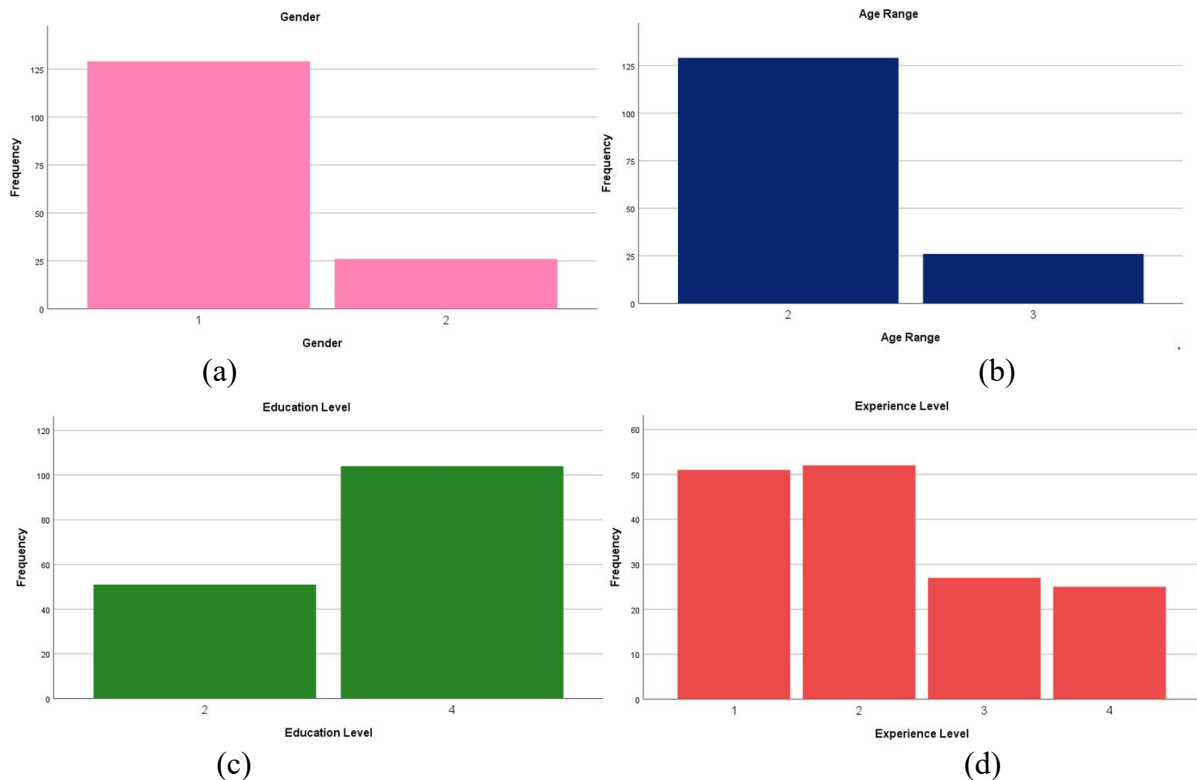 Gender
Frequency
125
100
75
50
25
0
1 2
Gender
(a)
Age Range
Frequency
125
100
75
50
25
0
2 3
Age Range
(b)
Education Level
Frequency
120
100
80
60
40
20
0
2 4
Education Level
(c)
Experience Level
Frequency
60
50
40
30
20
10
0
1 2 3 4
Experience Level
(d)